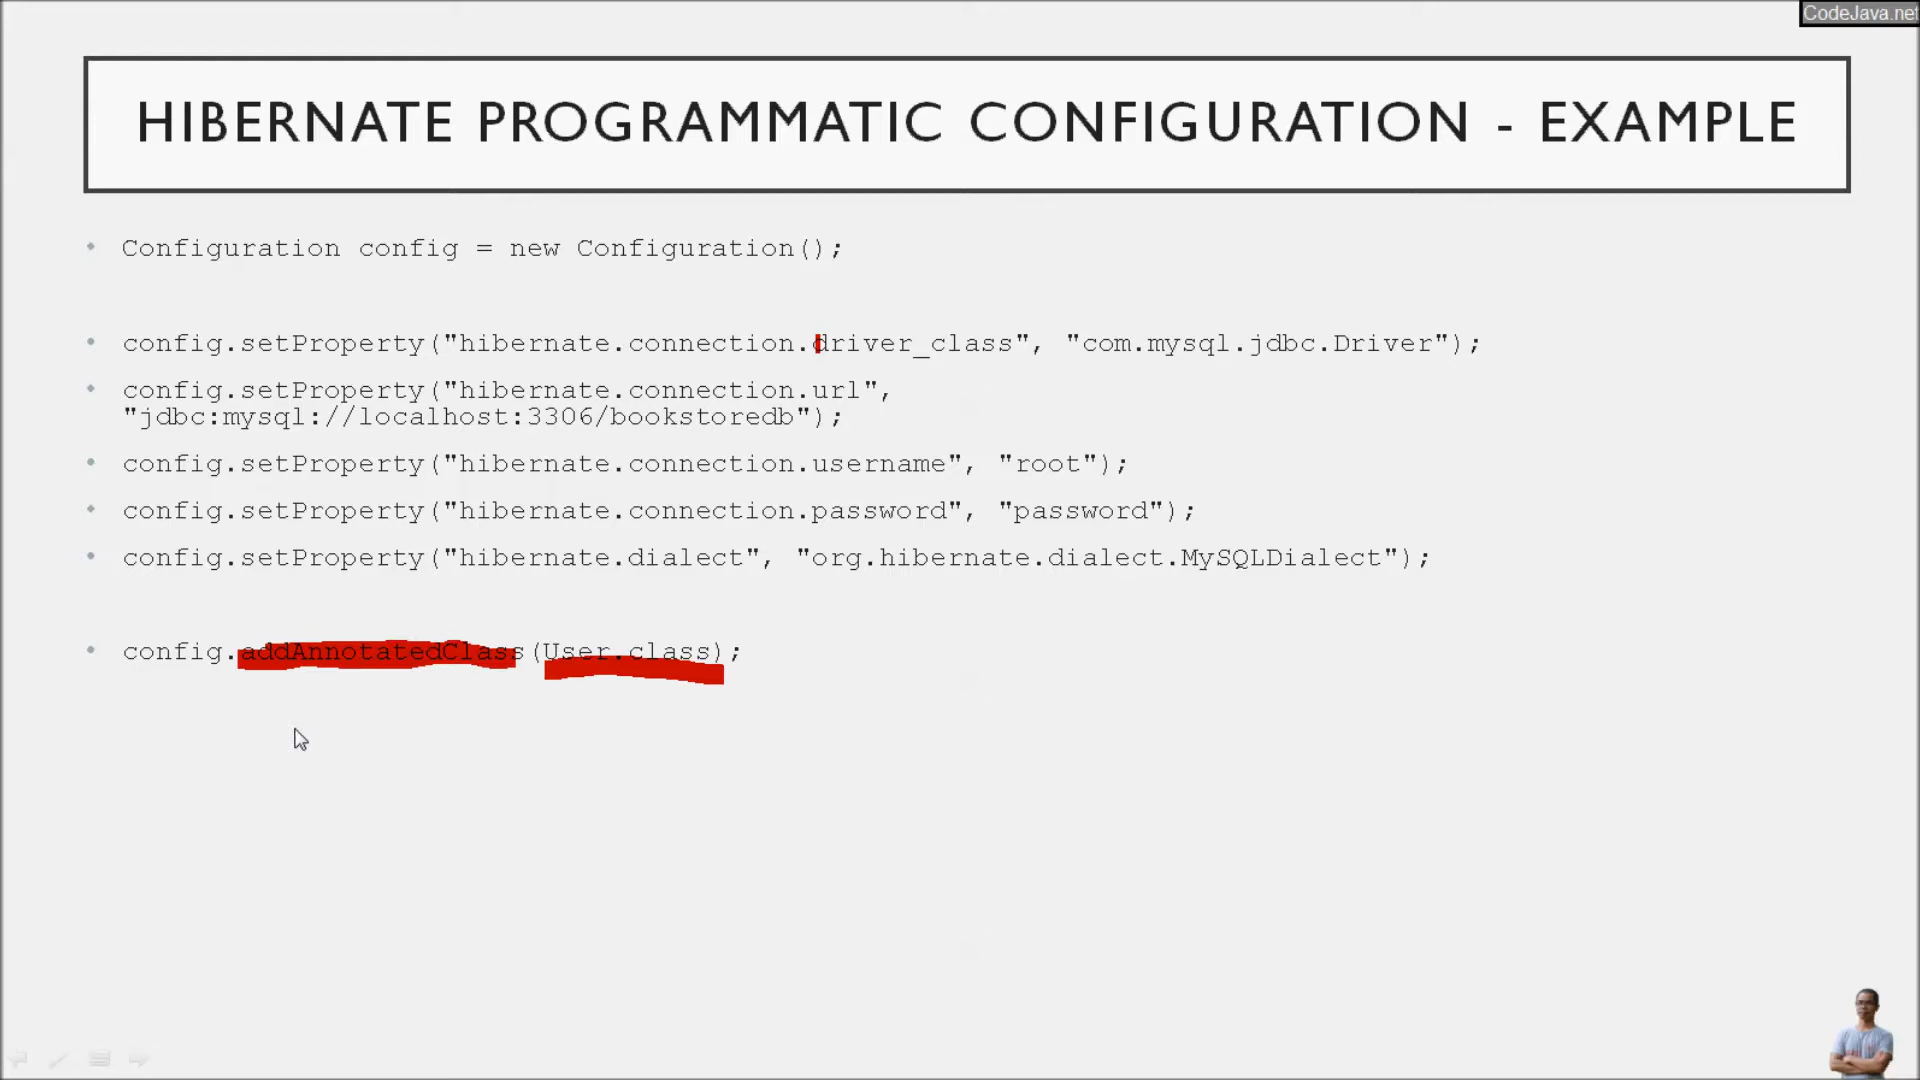 CodeJava.net
HIBERNATE PROGRAMMATIC CONFIGURATION - EXAMPLE
Configuration config = new Configuration();
config.setProperty("hibernate.connection.driver_class", "com.mysql.jdbc.Driver");
config.setProperty("hibernate.connection.url",
"jdbc:mysql://localhost:3306/bookstoredb");
config.setProperty("hibernate.connection.username", "root");
config.setProperty("hibernate.connection.password", "password");
config.setProperty("hibernate.dialect", "org.hibernate.dialect.MySQLDialect");
config.addAnnotatedClass(User.class);